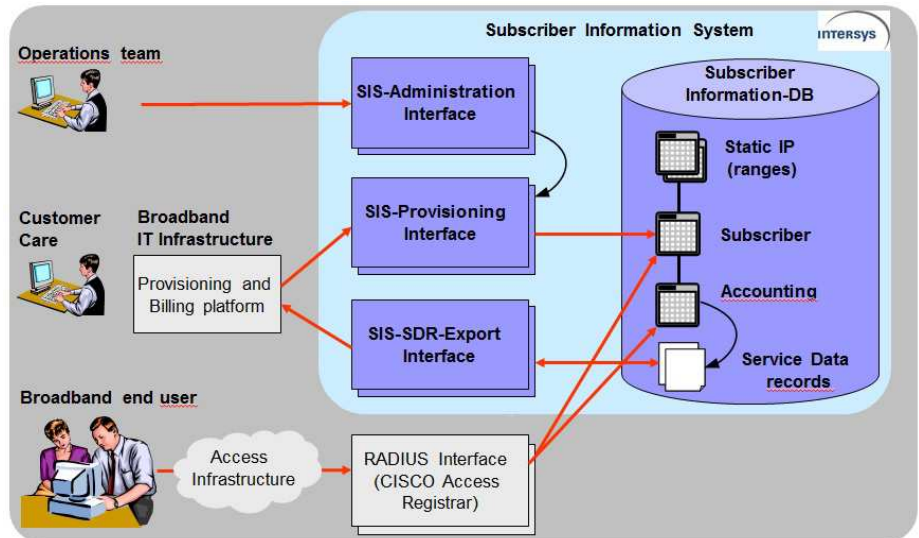 Subscriber Information System
INTERSYS
Operations team
SIS-Administration
Interface
Subscriber
Information-DB
Static IP
(ranges)
Customer
Care
Broadband
IT Infrastructure
Provisioning and
Billing platform
SIS-Provisioning
Interface
Subscriber
Accounting
SIS-SDR-Export
Interface
Service Data
records
Broadband end user
Access
Infrastructure
RADIUS Interface
(CISCO Access
Registrar)